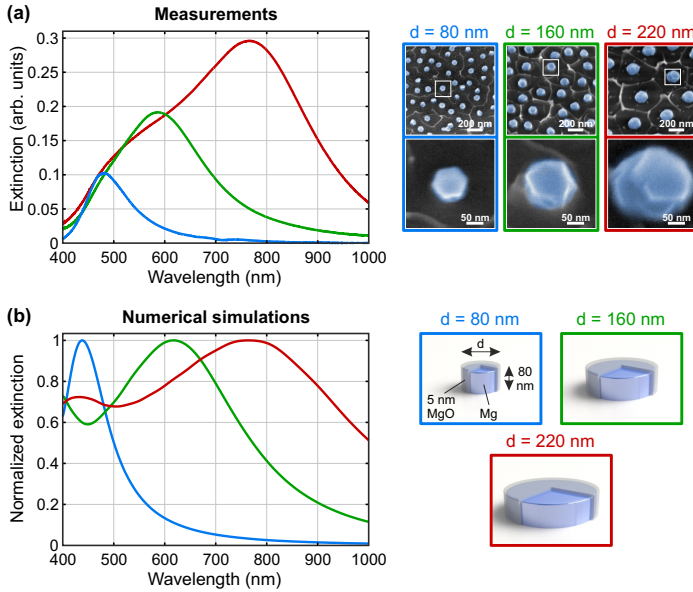 (a)
Measurements
Extinction (arb. units)
0.3
0.25
0.2
0.15
0.1
0.05
0
400 500 600 700 800 900 1000
Wavelength (nm)
d = 80 nm d = 160 nm d = 220 nm
200 nm 200 nm 200 nm
50 nm 50 nm 50 nm
(b)
Numerical simulations
Normalized extinction
1
0.8
0.6
0.4
0.2
0
400 500 600 700 800 900 1000
Wavelength (nm)
d = 80 nm d = 160 nm
d
80
nm
5 nm
MgO
Mg
d = 220 nm